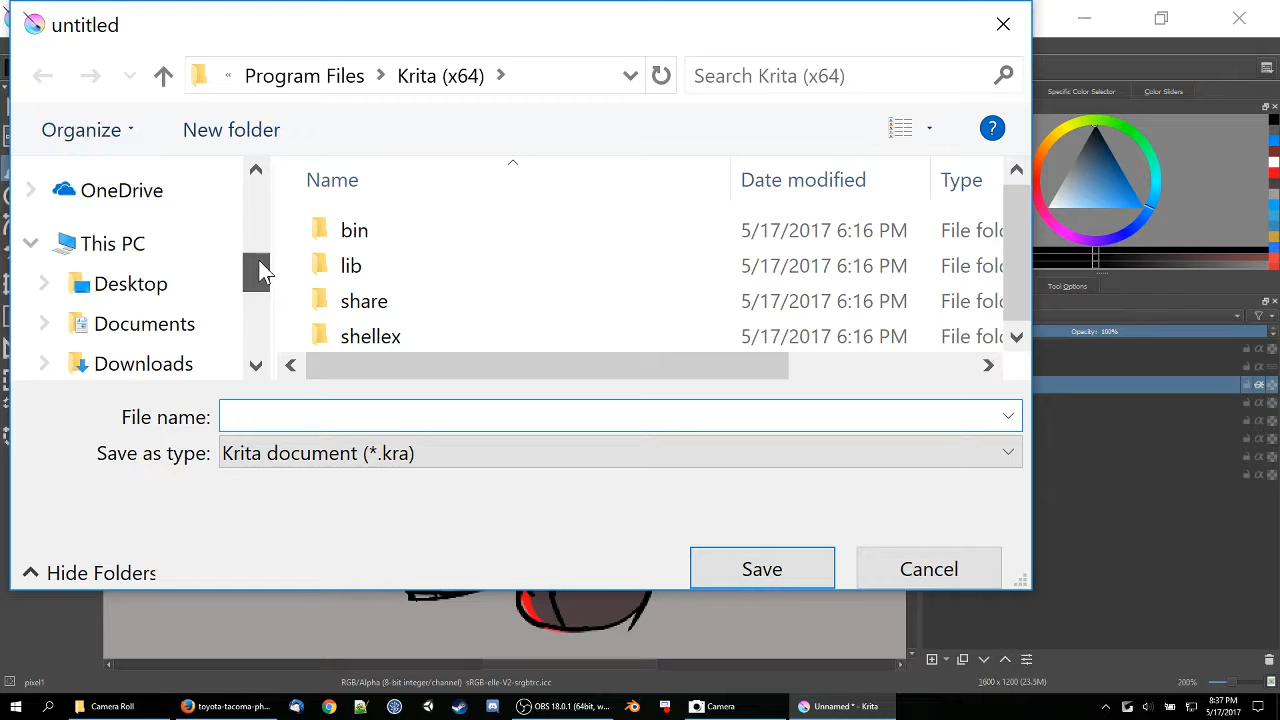 untitled
« Program Files > Krita (x64) >
Search Krita (x64)
Organize
New folder
?
Specific Color Selector
Color Sliders
OneDrive
This PC
Desktop
Documents
Downloads
Name
Date modified
Type
bin 5/17/2017 6:16 PM File fol
lib 5/17/2017 6:16 PM File fol
share 5/17/2017 6:16 PM File fol
shellex 5/17/2017 6:16 PM File fol
Tool Options
Opacity: 100%
File name:
Save as type: Krita document (*.kra)
Hide Folders
Save
Cancel
pixel1
RGB/Alpha (8-bit integer/channel) sRGB-elle-V2-srgbtrc.icc
1600 x 1200 (23.5M)
200%
Camera Roll
toyota-tacoma-ph...
OBS 18.0.1 (64bit, w...
Camera
Unnamed * - Krita
8:37 PM
5/17/2017